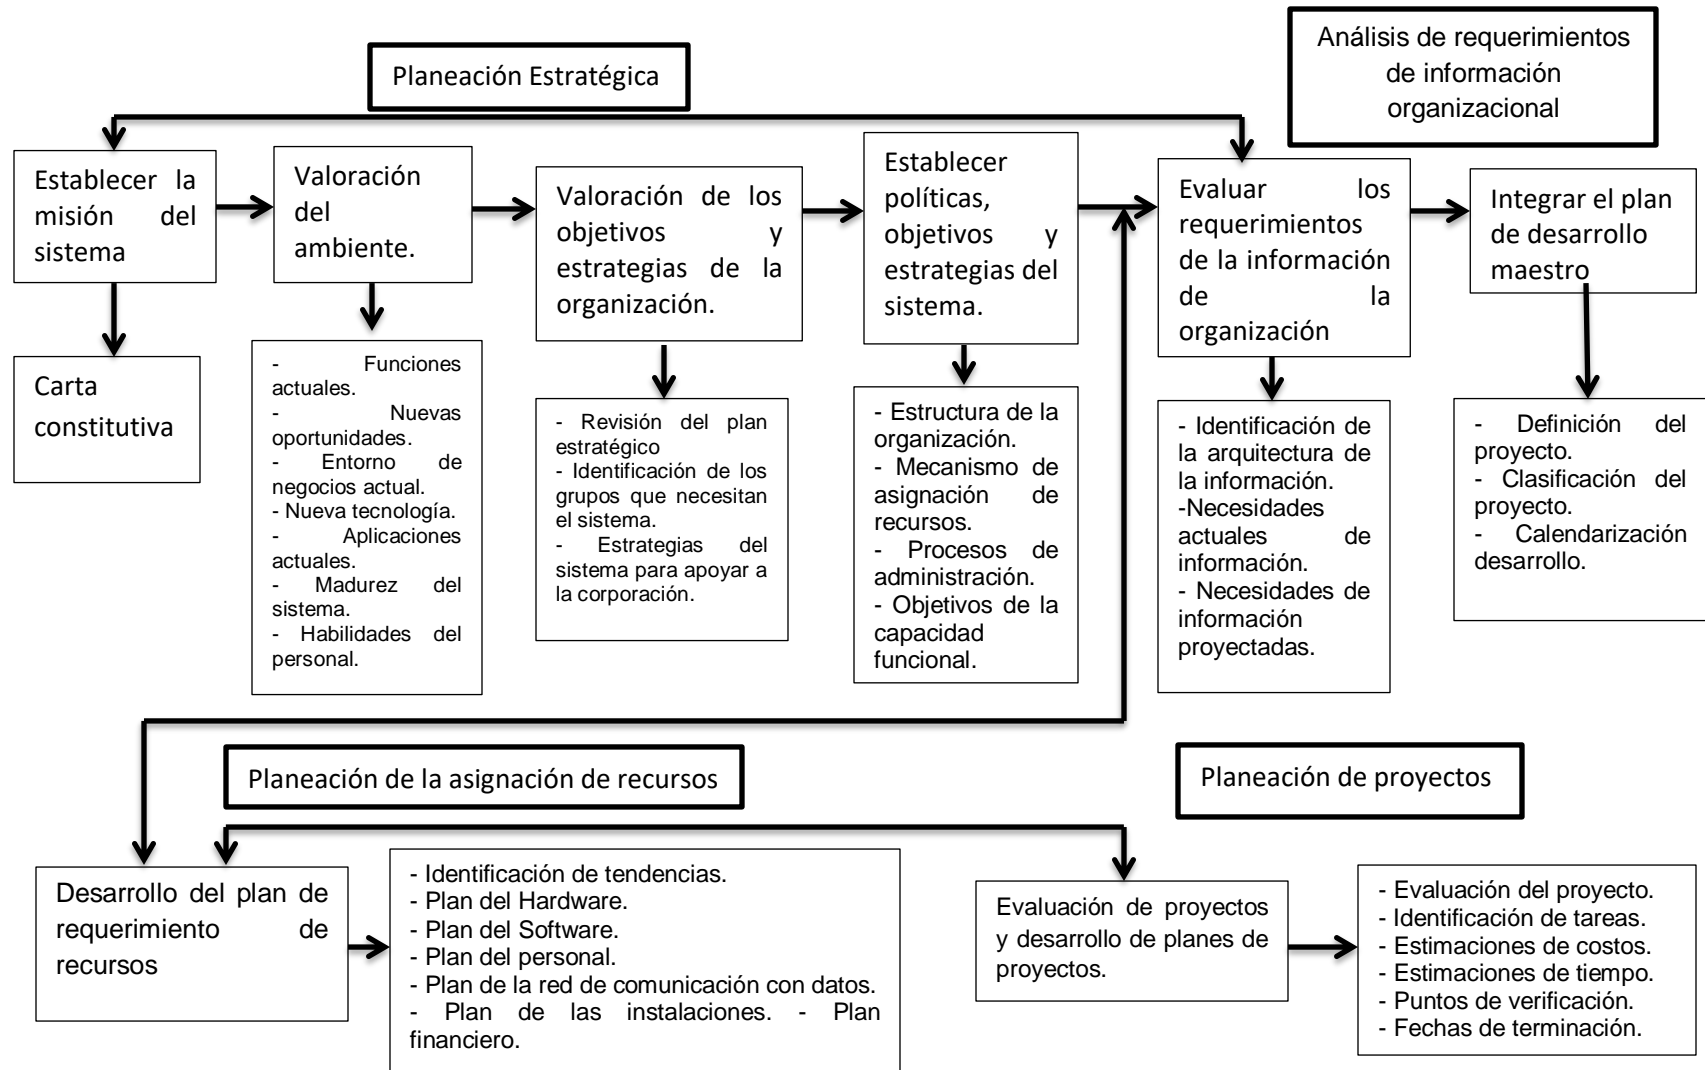 Planeación Estratégica
Análisis de requerimientos
de información
organizacional
Establecer la
misión del
sistema
Valoración
del
ambiente.
Valoración de los
objetivos y
estrategias de la
organización.
Establecer
políticas,
objetivos y
estrategias del
sistema.
Evaluar los
requerimientos
de la información
de la
organización
Integrar el plan
de desarrollo
maestro
Carta
constitutiva
- Funciones
actuales.
- Nuevas
oportunidades.
- Entorno de
negocios actual.
- Nueva tecnología.
- Aplicaciones
actuales.
- Madurez del
sistema.
- Habilidades del
personal.
- Revisión del plan
estratégico
- Identificación de los
grupos que necesitan
el sistema.
- Estrategias del
sistema para apoyar a
la corporación.
- Estructura de la
organización.
- Mecanismo de
asignación de
recursos.
- Procesos de
administración.
- Objetivos de la
capacidad
funcional.
- Identificación de
la arquitectura de
la información.
-Necesidades
actuales de
información.
- Necesidades de
información
proyectadas.
- Definición del
proyecto.
- Clasificación del
proyecto.
- Calendarización
desarrollo.
Planeación de la asignación de recursos
Planeación de proyectos
Desarrollo del plan de
requerimiento de
recursos
- Identificación de tendencias.
- Plan del Hardware.
- Plan del Software.
- Plan del personal.
- Plan de la red de comunicación con datos.
- Plan de las instalaciones. - Plan
financiero.
Evaluación de proyectos
y desarrollo de planes de
proyectos.
- Evaluación del proyecto.
- Identificación de tareas.
- Estimaciones de costos.
- Estimaciones de tiempo.
- Puntos de verificación.
- Fechas de terminación.